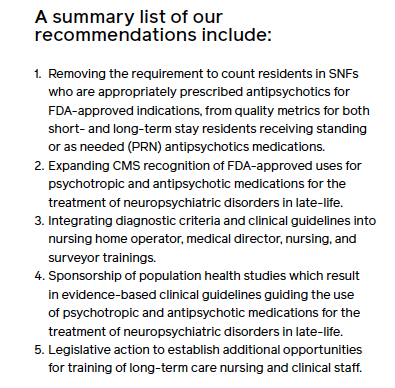 A summary list of our
recommendations include:
1. Removing the requirement to count residents in SNFs
who are appropriately prescribed antipsychotics for
FDA-approved indications, from quality metrics for both
short- and long-term stay residents receiving standing
or as needed (PRN) antipsychotics medications.
2. Expanding CMS recognition of FDA-approved uses for
psychotropic and antipsychotic medications for the
treatment of neuropsychiatric disorders in late-life.
3. Integrating diagnostic criteria and clinical guidelines into
nursing home operator, medical director, nursing, and
surveyor trainings.
4. Sponsorship of population health studies which result
in evidence-based clinical guidelines guiding the use
of psychotropic and antipsychotic medications for the
treatment of neuropsychiatric disorders in late-life.
5. Legislative action to establish additional opportunities
for training of long-term care nursing and clinical staff.